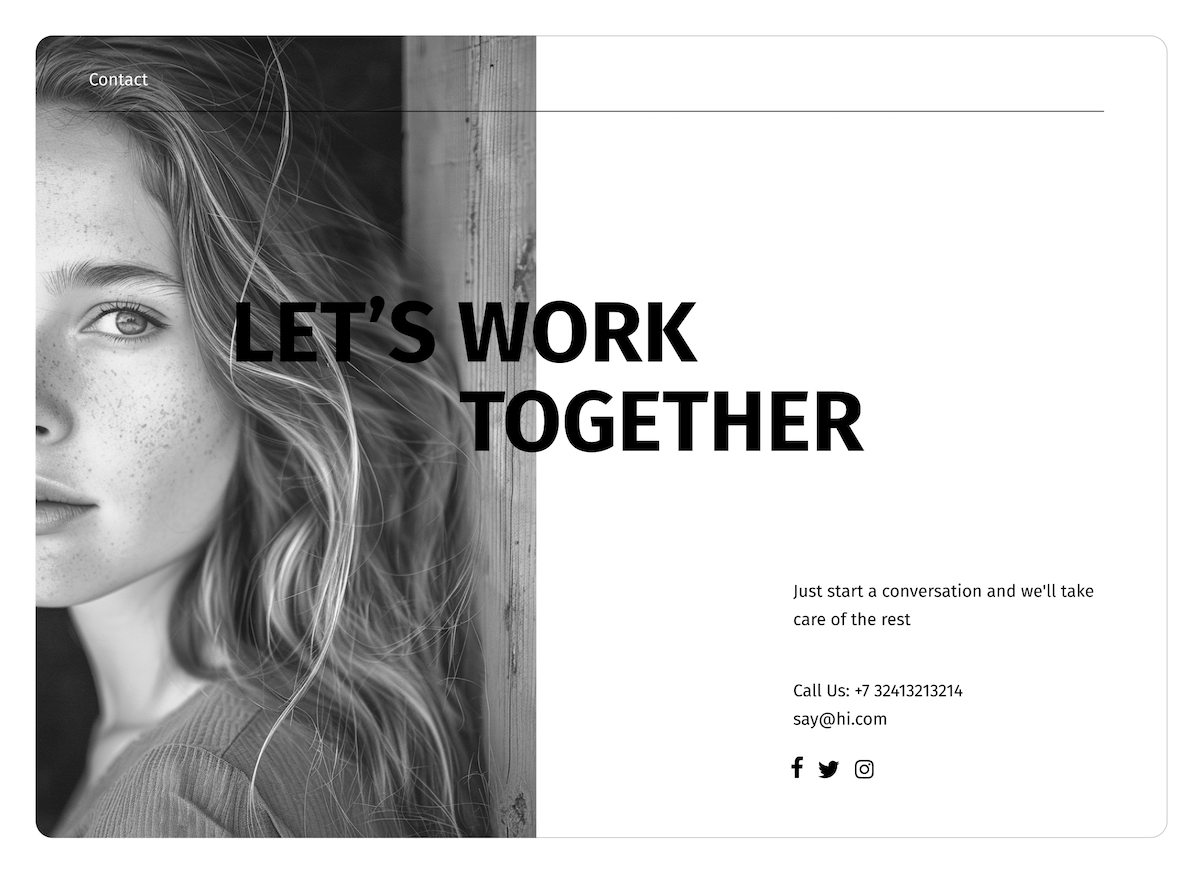 Contact
LET’S WORK
TOGETHER
Just start a conversation and we'll take
care of the rest
Call Us: +7 32413213214
say@hi.com